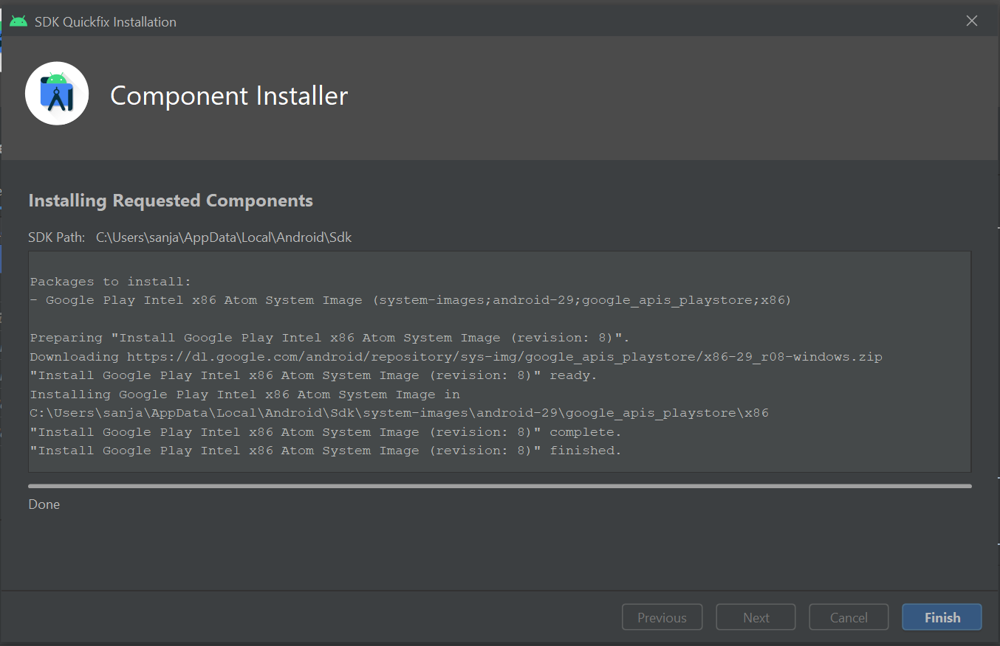 SDK Quickfix Installation
Component Installer
Installing Requested Components
SDK Path: C:\Users\sanja\AppData\Local\Android\Sdk
Packages to install:
- Google Play Intel x86 Atom System Image (system-images;android-29;google_apis_playstore;x86)
Preparing "Install Google Play Intel x86 Atom System Image (revision: 8)".
Downloading https://dl.google.com/android/repository/sys-img/google_apis_playstore/x86-29_r08-windows.zip
"Install Google Play Intel x86 Atom System Image (revision: 8)" ready.
Installing Google Play Intel x86 Atom System Image in
C:\Users\sanja\AppData\Local\Android\Sdk\system-images\android-29\google_apis_playstore\x86
"Install Google Play Intel x86 Atom System Image (revision: 8)" complete.
"Install Google Play Intel x86 Atom System Image (revision: 8)" finished.
Done
Previous Next Cancel Finish